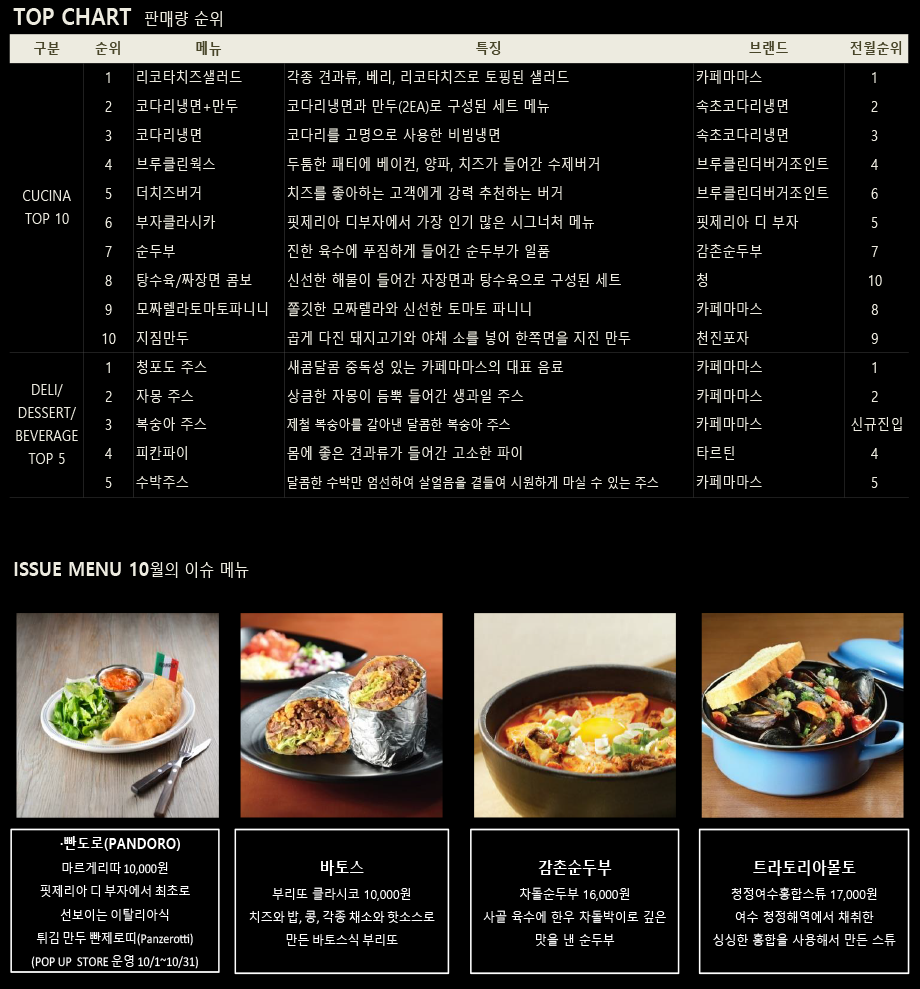 TOP CHART 판매량 순위
구분 순위 메뉴 특징 브랜드 전월순위
CUCINA TOP 10
1 리코타치즈샐러드 각종 견과류, 베리, 리코타치즈로 토핑된 샐러드 카페마마스 1
2 코다리냉면+만두 코다리냉면과 만두(2EA)로 구성된 세트 메뉴 속초코다리냉면 2
3 코다리냉면 코다리를 고명으로 사용한 비빔냉면 속초코다리냉면 3
4 브루클린웍스 두툼한 패티에 베이컨, 양파, 치즈가 들어간 수제버거 브루클린더버거조인트 4
5 더치즈버거 치즈를 좋아하는 고객에게 강력 추천하는 버거 브루클린더버거조인트 6
6 부자클라시카 핏제리아 디부자에서 가장 인기 많은 시그너처 메뉴 핏제리아 디 부자 5
7 순두부 진한 육수에 푸짐하게 들어간 순두부가 일품 감촌순두부 7
8 탕수육/짜장면 콤보 신선한 해물이 들어간 자장면과 탕수육으로 구성된 세트 청 10
9 모짜렐라토마토파니니 쫄깃한 모짜렐라와 신선한 토마토 파니니 카페마마스 8
10 지짐만두 곱게 다진 돼지고기와 야채 소를 넣어 한쪽면을 지진 만두 천진포자 9
DELI/
DESSERT/
BEVERAGE
TOP 5
1 청포도 주스 새콤달콤 중독성 있는 카페마마스의 대표 음료 카페마마스 1
2 자몽 주스 상큼한 자몽이 듬뿍 들어간 생과일 주스 카페마마스 2
3 복숭아 주스 제철 복숭아를 갈아낸 달콤한 복숭아 주스 카페마마스 신규진입
4 피칸파이 몸에 좋은 견과류가 들어간 고소한 파이 타르틴 4
5 수박주스 달콤한 수박만 엄선하여 살얼음을 곁들여 시원하게 마실 수 있는 주스 카페마마스 5
ISSUE MENU 10월의 이슈 메뉴
·빤도로(PANDORO)
마르게리따 10,000원
핏제리아 디 부자에서 최초로
선보이는 이탈리아식
튀김 만두 빤제로띠(Panzerotti)
(POP UP STORE 운영 10/1~10/31)
바토스
부리또 클라시코 10,000원
치즈와 밥, 콩, 각종 채소와 핫소스로
만든 바토스식 부리또
감촌순두부
차돌순두부 16,000원
사골 육수에 한우 차돌박이로 깊은
맛을 낸 순두부
트라토리아몰토
청정여수홍합스튜 17,000원
여수 청정해역에서 채취한
싱싱한 홍합을 사용해서 만든 스튜